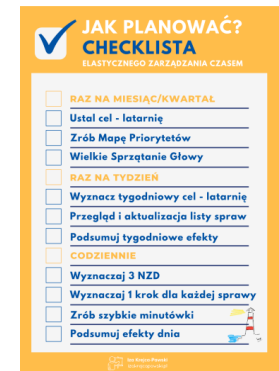 JAK PLANOWAĆ?
CHECKLISTA
ELASTYCZNEGO ZARZĄDZANIA CZASEM
RAZ NA MIESIĄC/KWARTAŁ
Ustal cel - latarnię
Zrób Mapę Priorytetów
Wielkie Sprzątanie Głowy
RAZ NA TYDZIEŃ
Wyznacz tygodniowy cel - latarnię
Przegląd i aktualizacja listy spraw
Podsumuj tygodniowe efekty
CODZIENNIE
Wyznaczaj 3 NZD
Wyznaczaj 1 krok dla każdej sprawy
Zrób szybkie minutówki
Podsumuj efekty dnia